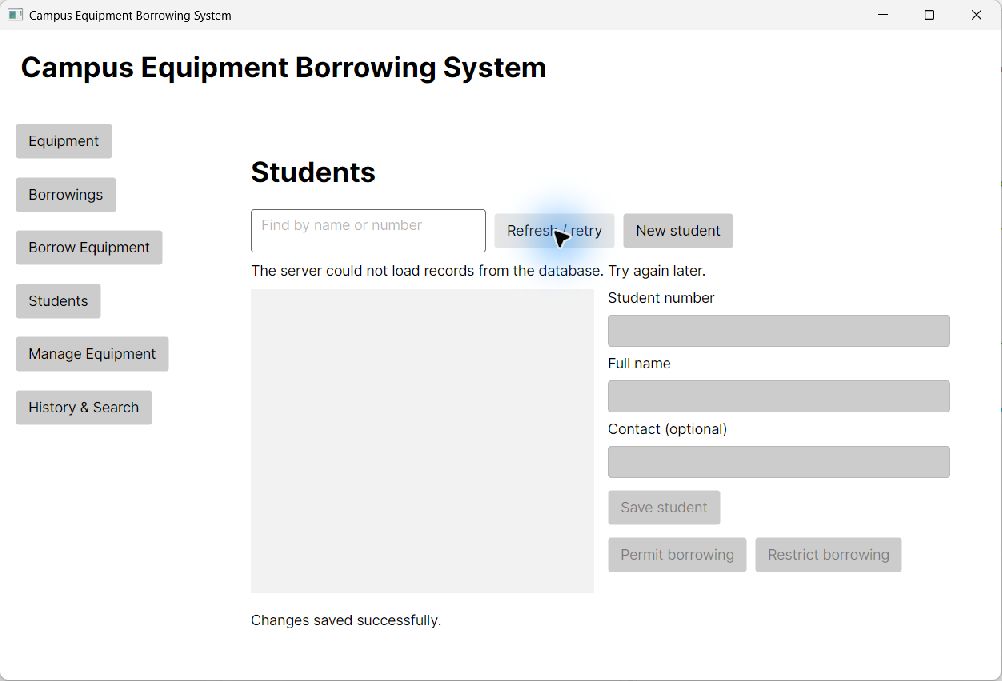 Campus Equipment Borrowing System
Campus Equipment Borrowing System
Equipment
Borrowings
Borrow Equipment
Students
Manage Equipment
History & Search
Students
Find by name or number
Refresh / retry
New student
The server could not load records from the database. Try again later.
Student number
Full name
Contact (optional)
Save student
Permit borrowing
Restrict borrowing
Changes saved successfully.